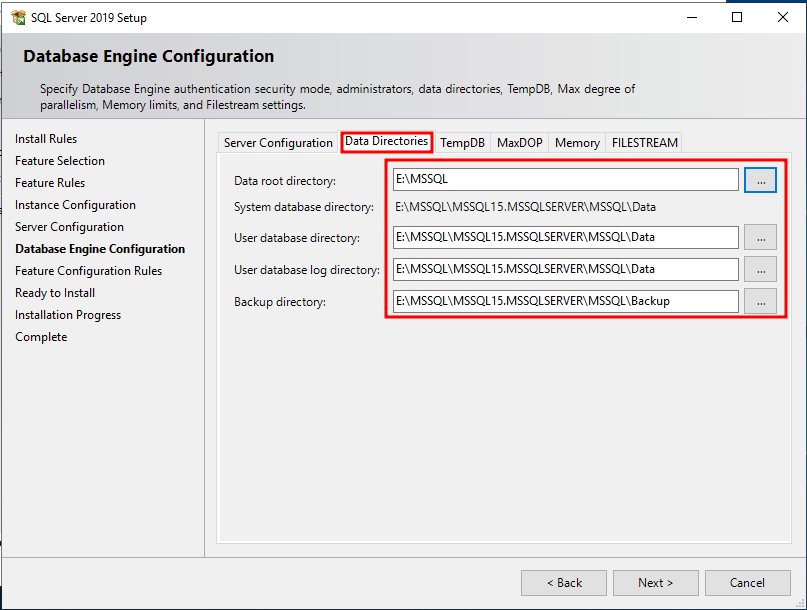 SQL Server 2019 Setup
Database Engine Configuration
Specify Database Engine authentication security mode, administrators, data directories, TempDB, Max degree of
parallelism, Memory limits, and Filestream settings.
Install Rules
Feature Selection
Feature Rules
Instance Configuration
Server Configuration
Database Engine Configuration
Feature Configuration Rules
Ready to Install
Installation Progress
Complete
Server Configuration Data Directories TempDB MaxDOP Memory FILESTREAM
Data root directory: E:\MSSQL ...
System database directory: E:\MSSQL\MSSQL15.MSSQLSERVER\MSSQL\Data
User database directory: E:\MSSQL\MSSQL15.MSSQLSERVER\MSSQL\Data ...
User database log directory: E:\MSSQL\MSSQL15.MSSQLSERVER\MSSQL\Data ...
Backup directory: E:\MSSQL\MSSQL15.MSSQLSERVER\MSSQL\Backup ...
< Back Next > Cancel